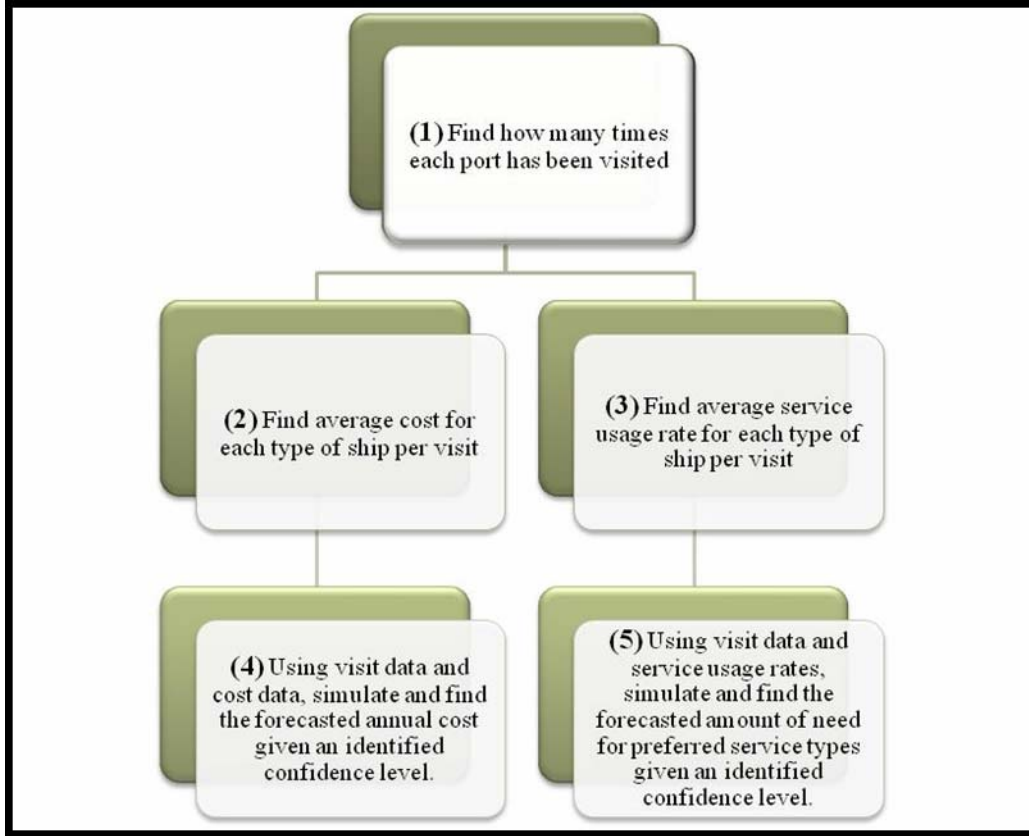 (1) Find how many times
each port has been visited
(2) Find average cost for
each type of ship per visit
(3) Find average service
usage rate for each type of
ship per visit
(4) Using visit data and
cost data, simulate and find
the forecasted annual cost
given an identified
confidence level.
(5) Using visit data and
service usage rates,
simulate and find the
forecasted amount of need
for preferred service types
given an identified
confidence level.